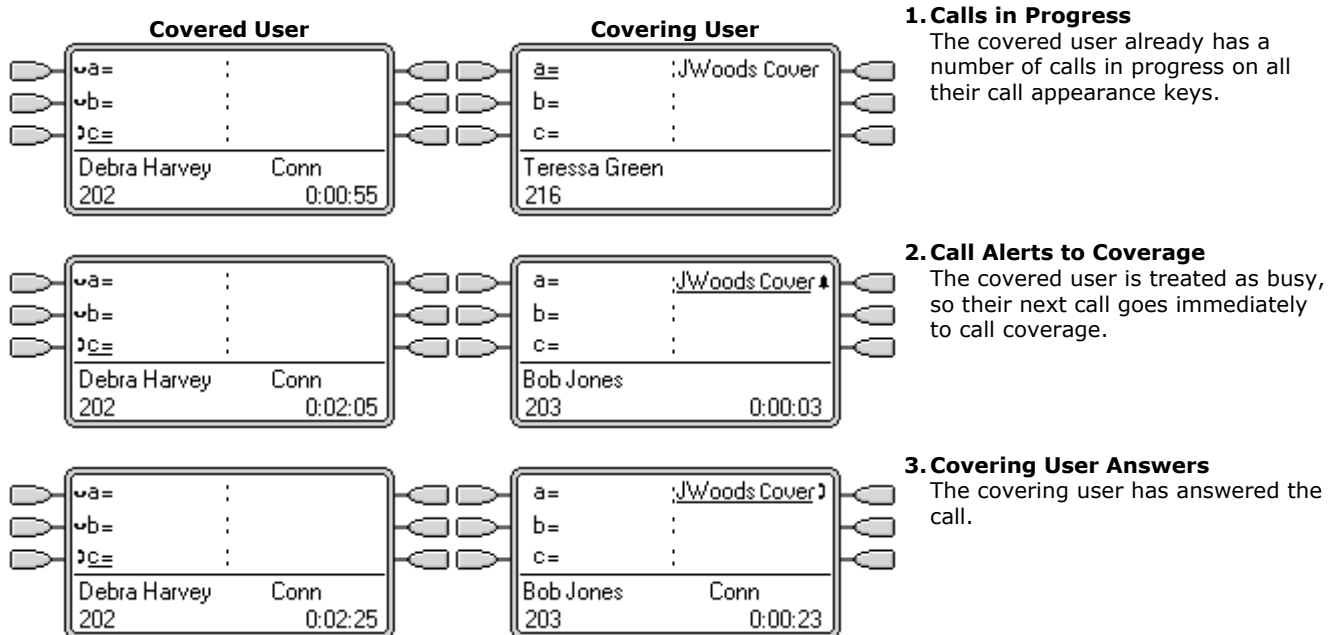 Covered User
Covering User
a= :
b= :
c= :
Debra Harvey Conn
202 0:00:55
a= :JWoods Cover
b= :
c= :
Teressa Green
216
1. Calls in Progress
The covered user already has a
number of calls in progress on all
their call appearance keys.
a= :
b= :
c= :
Debra Harvey Conn
202 0:02:05
a= :JWoods Cover
b= :
c= :
Bob Jones
203 0:00:03
2. Call Alerts to Coverage
The covered user is treated as busy,
so their next call goes immediately
to call coverage.
a= :
b= :
c= :
Debra Harvey Conn
202 0:02:25
a= :JWoods Cover
b= :
c= :
Bob Jones Conn
203 0:00:23
3. Covering User Answers
The covering user has answered the
call.